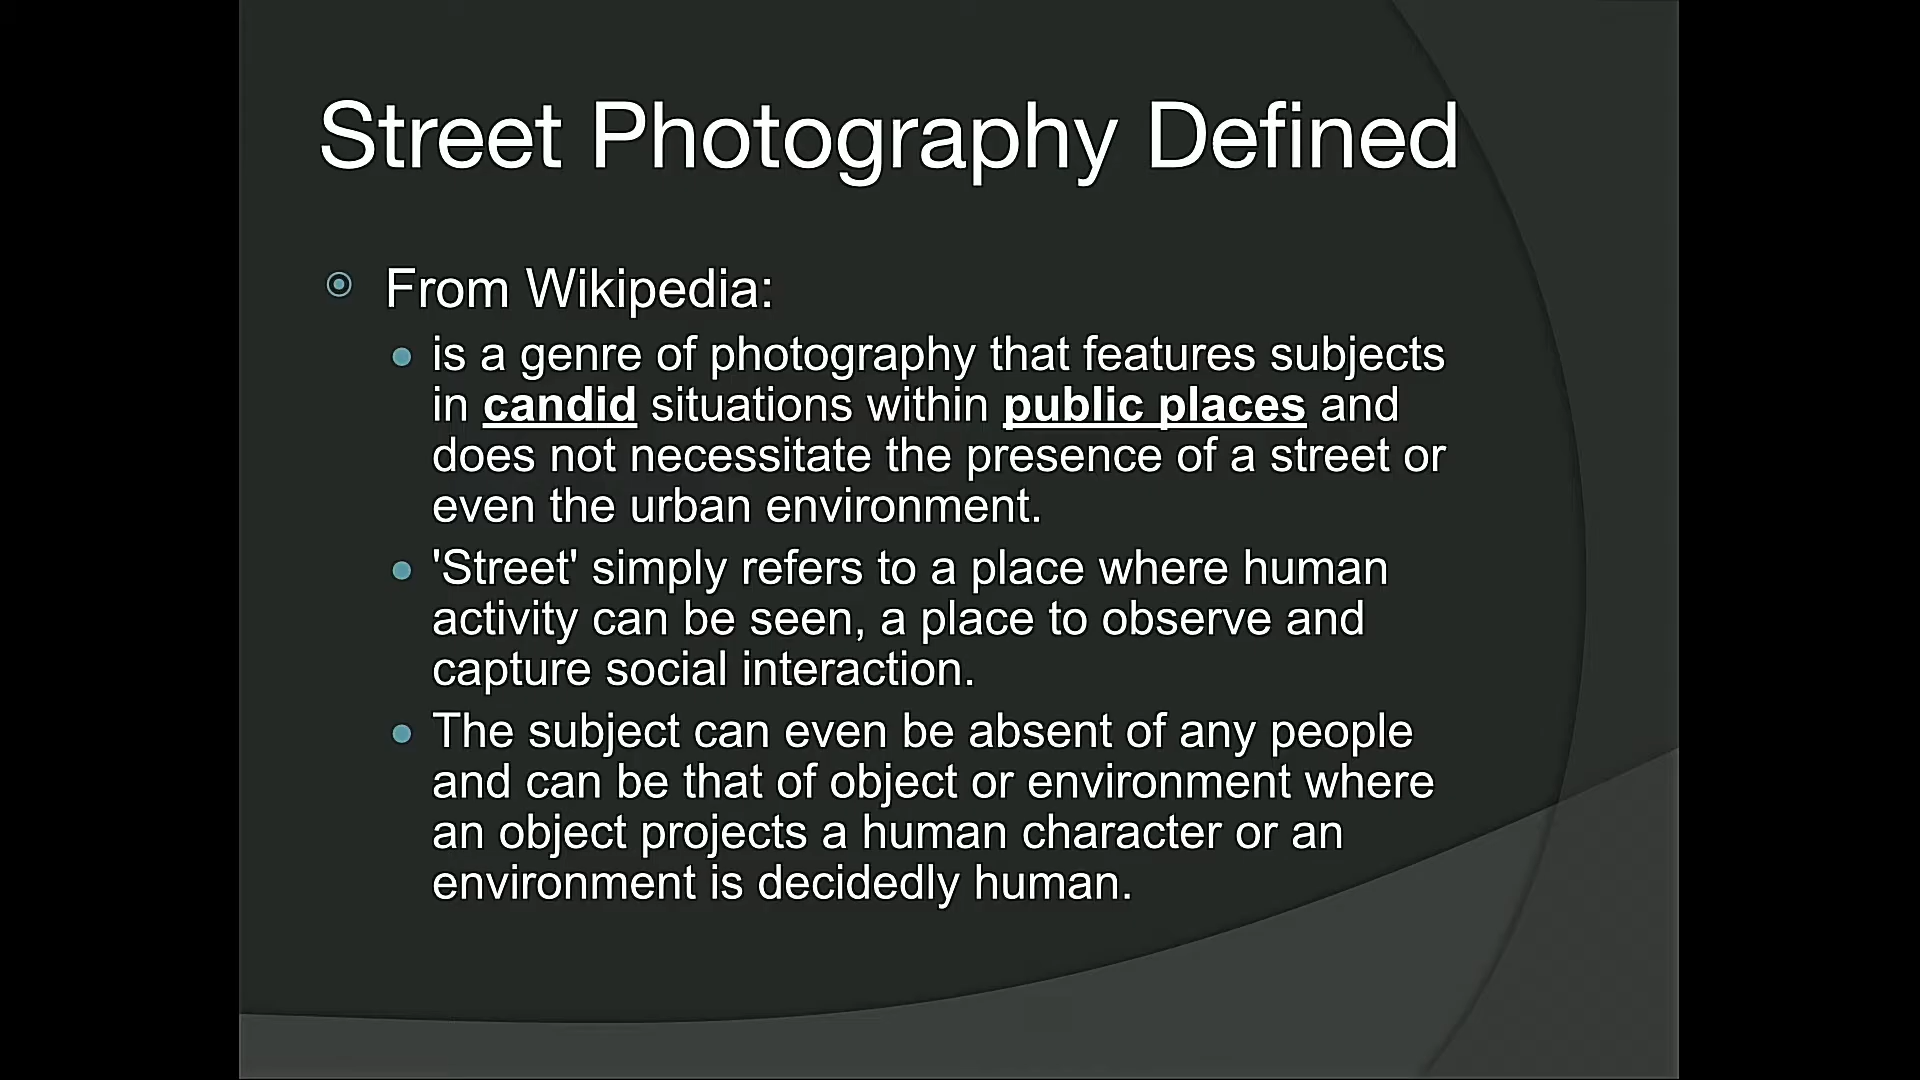 Street Photography Defined
From Wikipedia:
is a genre of photography that features subjects
in candid situations within public places and
does not necessitate the presence of a street or
even the urban environment.
'Street' simply refers to a place where human
activity can be seen, a place to observe and
capture social interaction.
The subject can even be absent of any people
and can be that of object or environment where
an object projects a human character or an
environment is decidedly human.